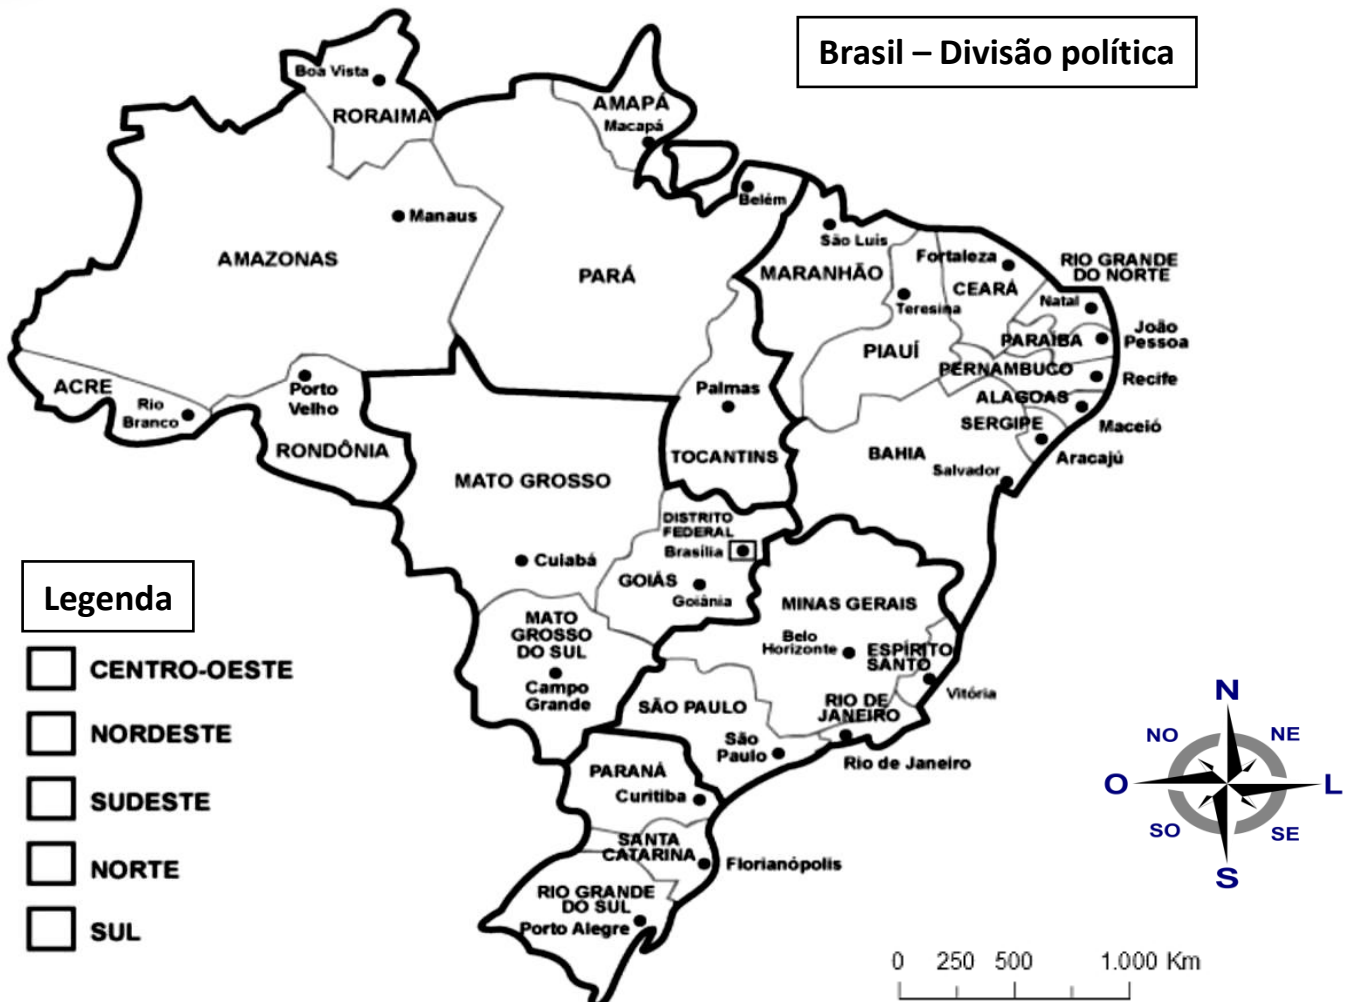 Brasil – Divisão política
Boa Vista
RORAIMA
AMAPÁ
Macapá
Belém
Manaus
AMAZONAS
PARÁ
São Luís
MARANHÃO
Fortaleza
CEARÁ
RIO GRANDE
DO NORTE
Natal
Teresina
PIAUÍ
PARAÍBA
João
Pessoa
PERNAMBUCO
Recife
ALAGOAS
Maceió
SERGIPE
Aracajú
ACRE
Rio
Branco
Porto
Velho
RONDÔNIA
Palmas
TOCANTINS
BAHIA
Salvador
MATO GROSSO
Cuiabá
DISTRITO
FEDERAL
Brasília
GOIÁS
Goiânia
MINAS GERAIS
Belo
Horizonte
ESPÍRITO
SANTO
Vitória
MATO
GROSSO
DO SUL
Campo
Grande
SÃO PAULO
São
Paulo
RIO DE
JANEIRO
Rio de Janeiro
PARANÁ
Curitiba
SANTA
CATARINA
Florianópolis
RIO GRANDE
DO SUL
Porto Alegre
Legenda
CENTRO-OESTE
NORDESTE
SUDESTE
NORTE
SUL
N
NO
NE
O
L
SO
SE
S
0 250 500 1.000 Km